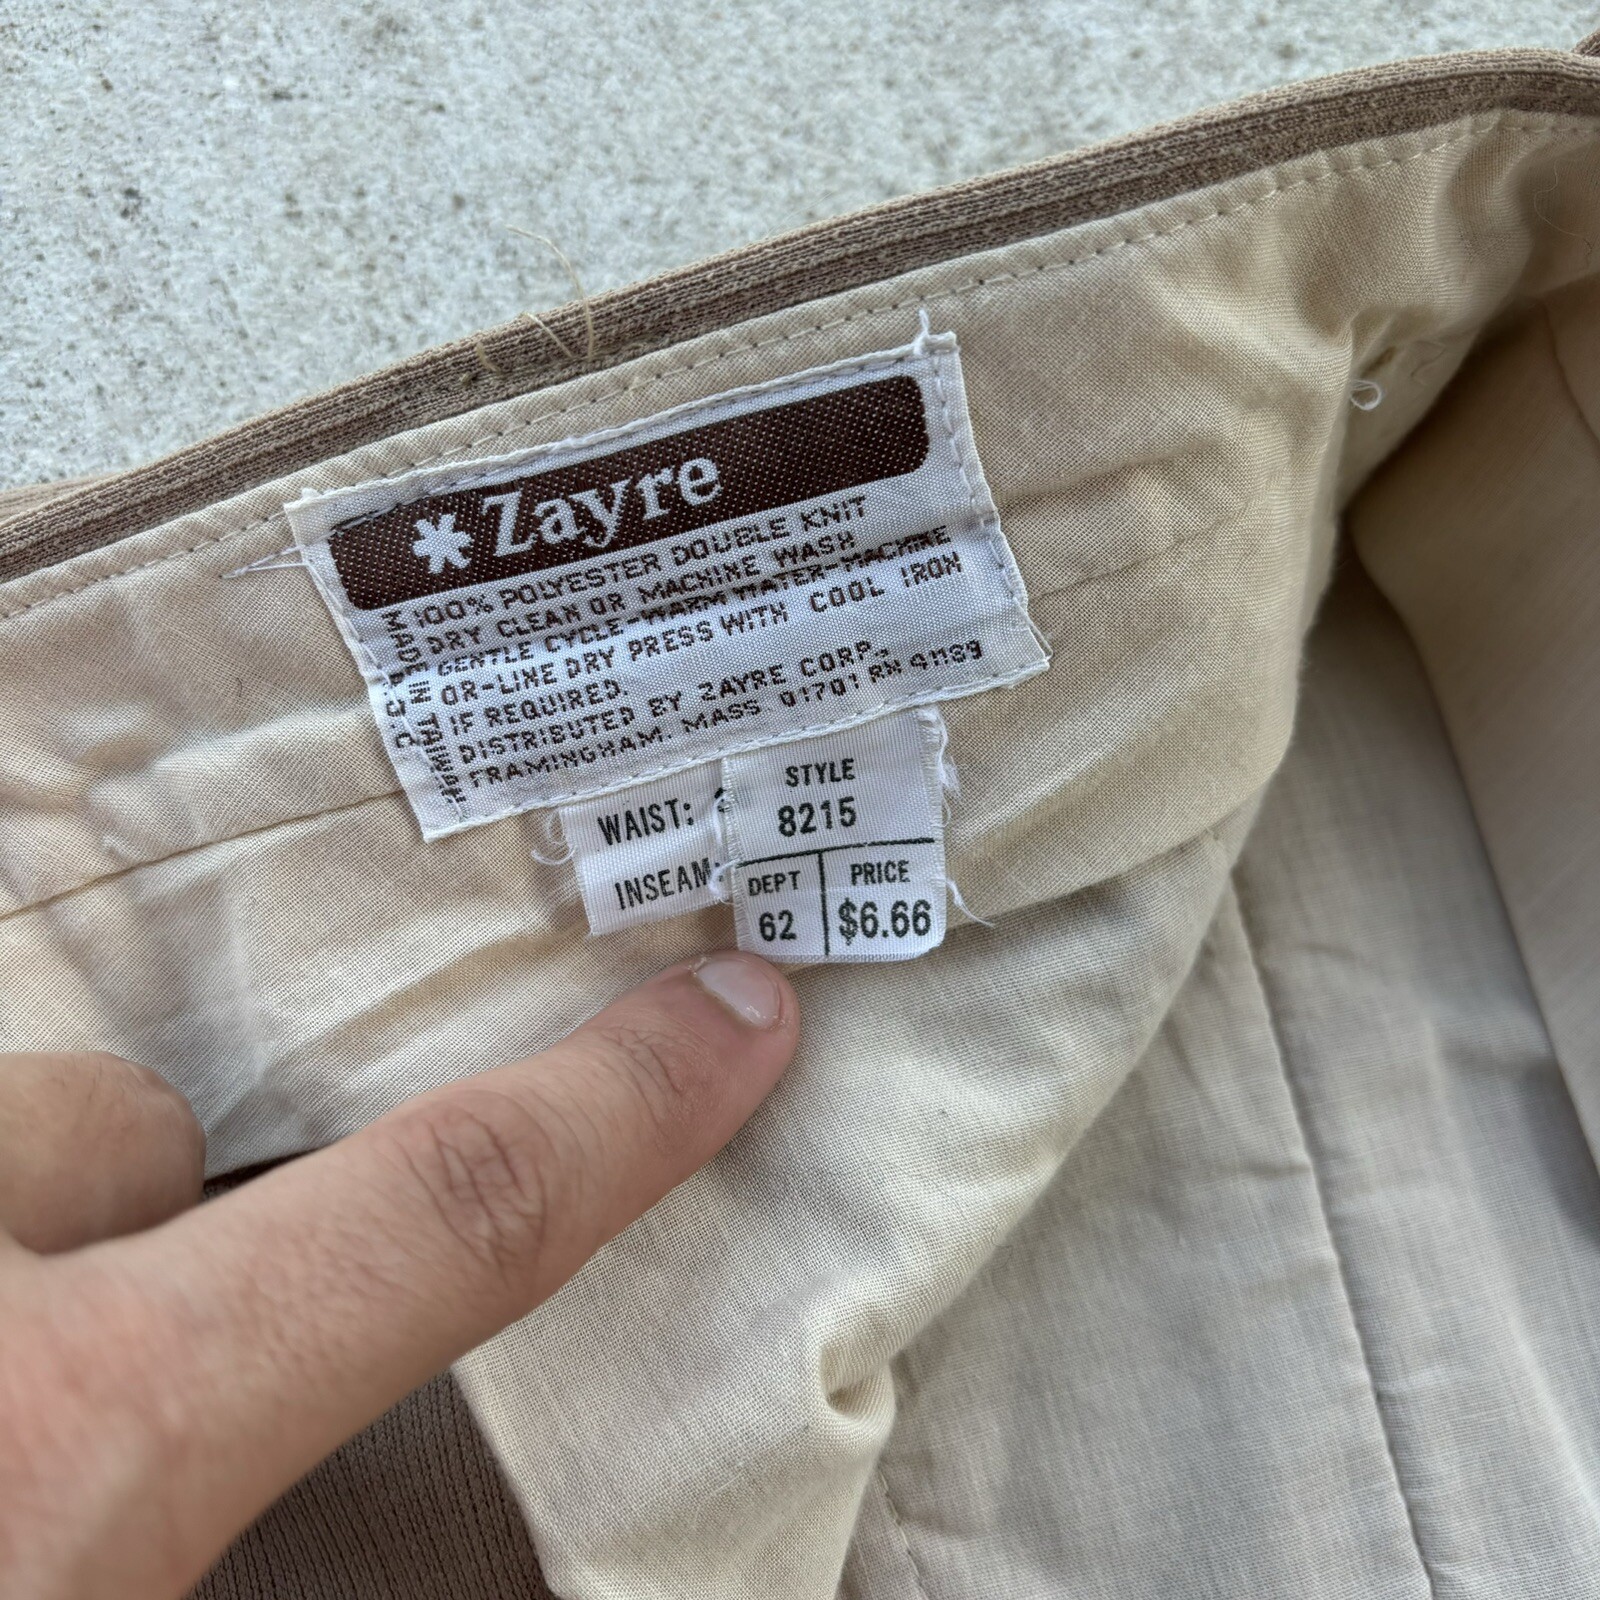 Zayre
100% POLYESTER DOUBLE KNIT
DRY CLEAN OR MACHINE WASH
GENTLE CYCLE-WARM WATER-MACHINE
OR-LINE DRY PRESS WITH COOL IRON
IF REQUIRED.
DISTRIBUTED BY ZAYRE CORP.,
FRAMINGHAM, MASS 01701 RN 41139
MADE IN TAIWAN,
R.O.C
WAIST:
INSEAM:
STYLE
8215
DEPT
62
PRICE
$6.66